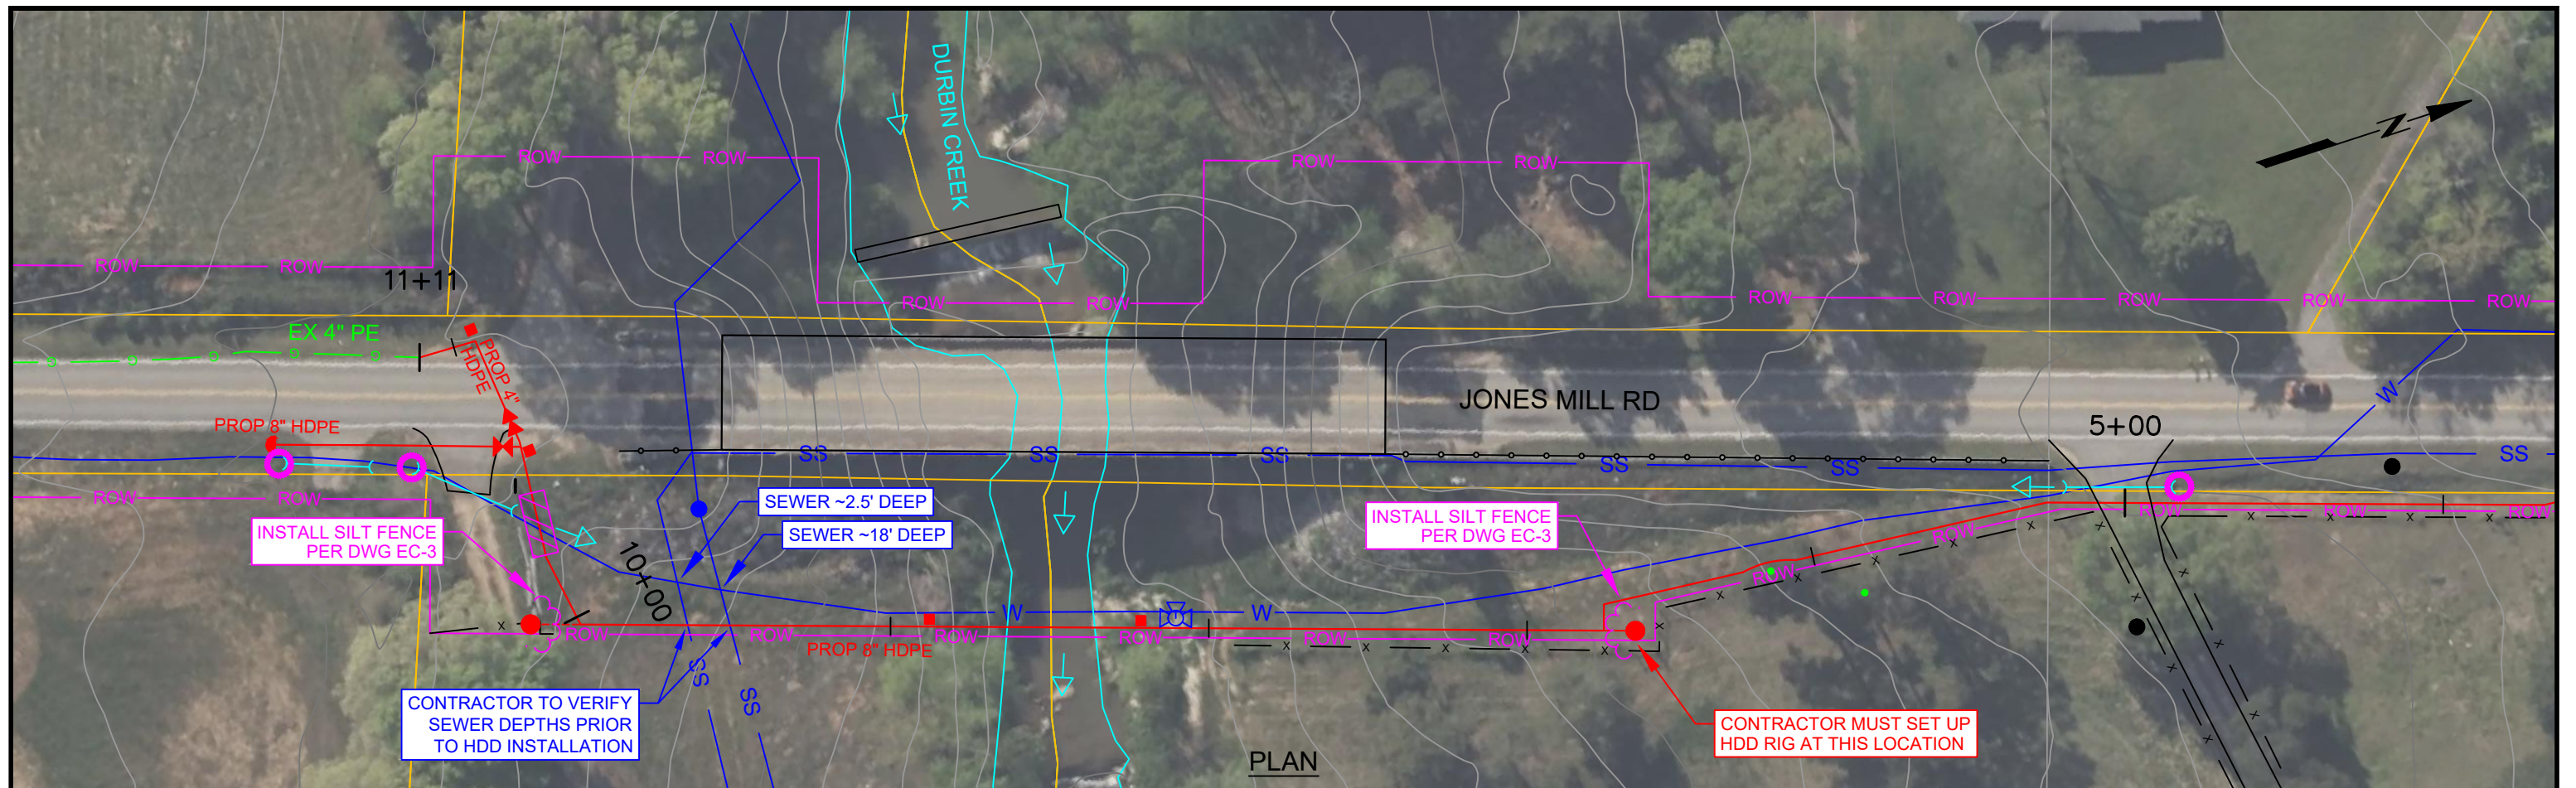 DURBIN CREEK
N
ROW ROW
ROW ROW
ROW ROW
11+11
ROW ROW
ROW ROW ROW ROW ROW
EX 4" PE
G G G G G
PROP 4"
HDPE
JONES MILL RD
W
PROP 8" HDPE
5+00
SS SS SS SS SS SS
ROW ROW
SEWER ~2.5' DEEP
SEWER ~18' DEEP
INSTALL SILT FENCE
PER DWG EC-3
INSTALL SILT FENCE
PER DWG EC-3
ROW ROW ROW
ROW
ROW
10+00
W W
ROW ROW ROW ROW ROW ROW
PROP 8" HDPE
SS SS
CONTRACTOR TO VERIFY
SEWER DEPTHS PRIOR
TO HDD INSTALLATION
CONTRACTOR MUST SET UP
HDD RIG AT THIS LOCATION
PLAN